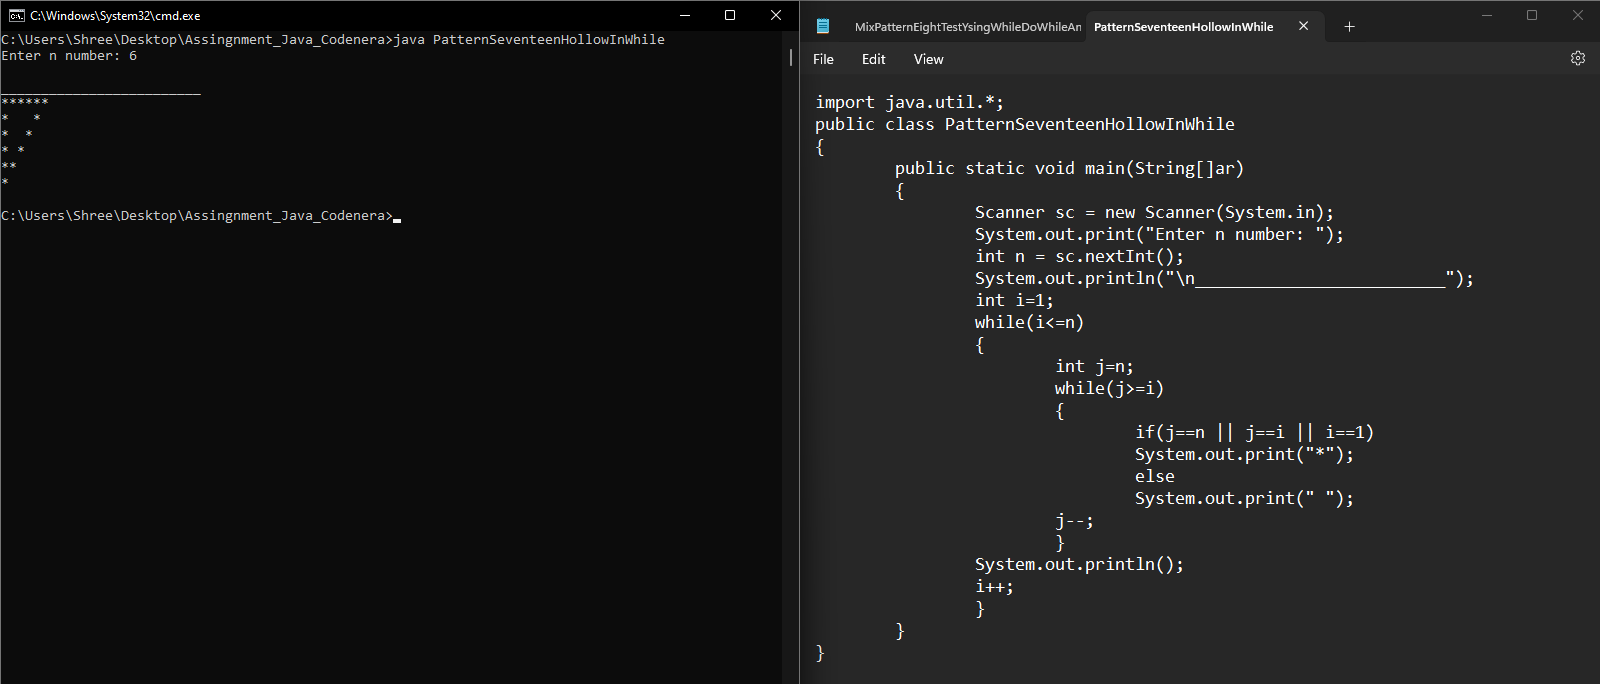 C:\Windows\System32\cmd.exe
C:\Users\Shree\Desktop\Assingnment_Java_Codenera>java PatternSeventeenHollowInWhile
Enter n number: 6
_________________________
******
*   *
*  *
* *
**
*
C:\Users\Shree\Desktop\Assingnment_Java_Codenera>
MixPatternEightTestYsingWhileDoWhileAn
PatternSeventeenHollowInWhile
File Edit View
import java.util.*;
public class PatternSeventeenHollowInWhile
{
        public static void main(String[]ar)
        {
                Scanner sc = new Scanner(System.in);
                System.out.print("Enter n number: ");
                int n = sc.nextInt();
                System.out.println("\n_________________________");
                int i=1;
                while(i<=n)
                {
                        int j=n;
                        while(j>=i)
                        {
                                if(j==n || j==i || i==1)
                                System.out.print("*");
                                else
                                System.out.print(" ");
                        j--;
                        }
                System.out.println();
                i++;
                }
        }
}